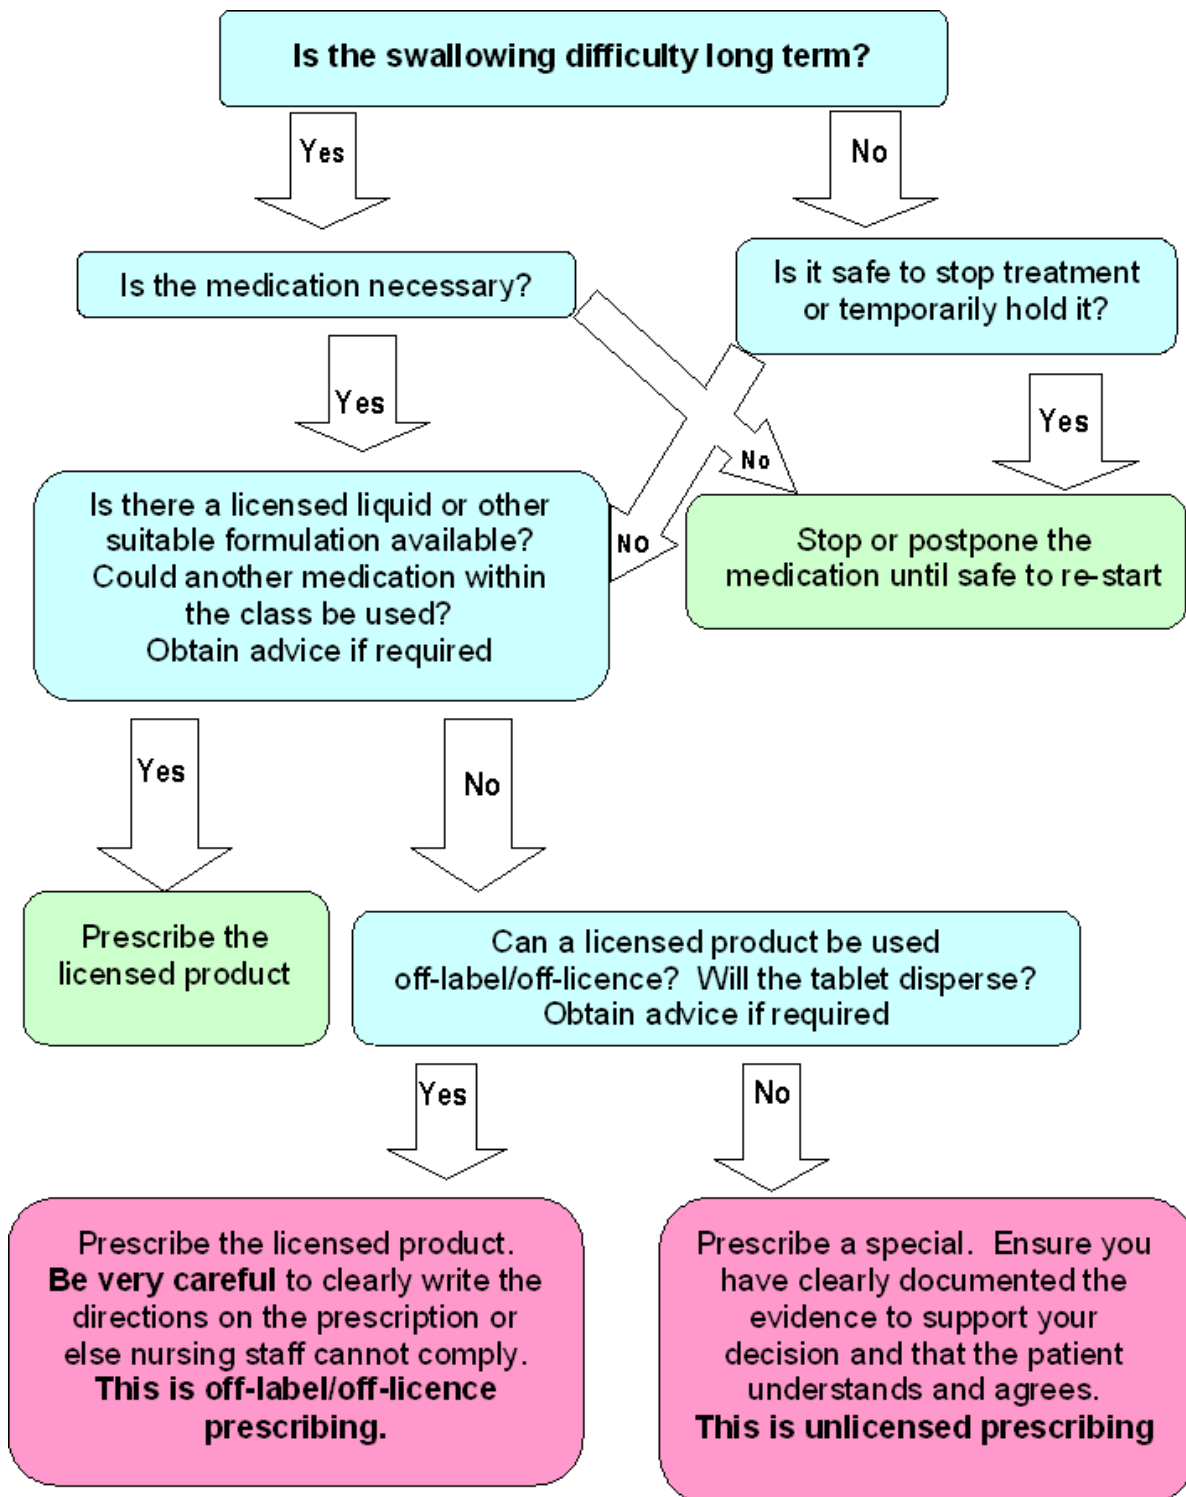 Is the swallowing difficulty long term?
Yes
No
Is the medication necessary?
Is it safe to stop treatment
or temporarily hold it?
Yes
Yes
No
No
Is there a licensed liquid or other
suitable formulation available?
Could another medication within
the class be used?
Obtain advice if required
Stop or postpone the
medication until safe to re-start
Yes
No
Prescribe the
licensed product
Can a licensed product be used
off-label/off-licence? Will the tablet disperse?
Obtain advice if required
Yes
No
Prescribe the licensed product.
Be very careful to clearly write the
directions on the prescription or
else nursing staff cannot comply.
This is off-label/off-licence
prescribing.
Prescribe a special. Ensure you
have clearly documented the
evidence to support your
decision and that the patient
understands and agrees.
This is unlicensed prescribing